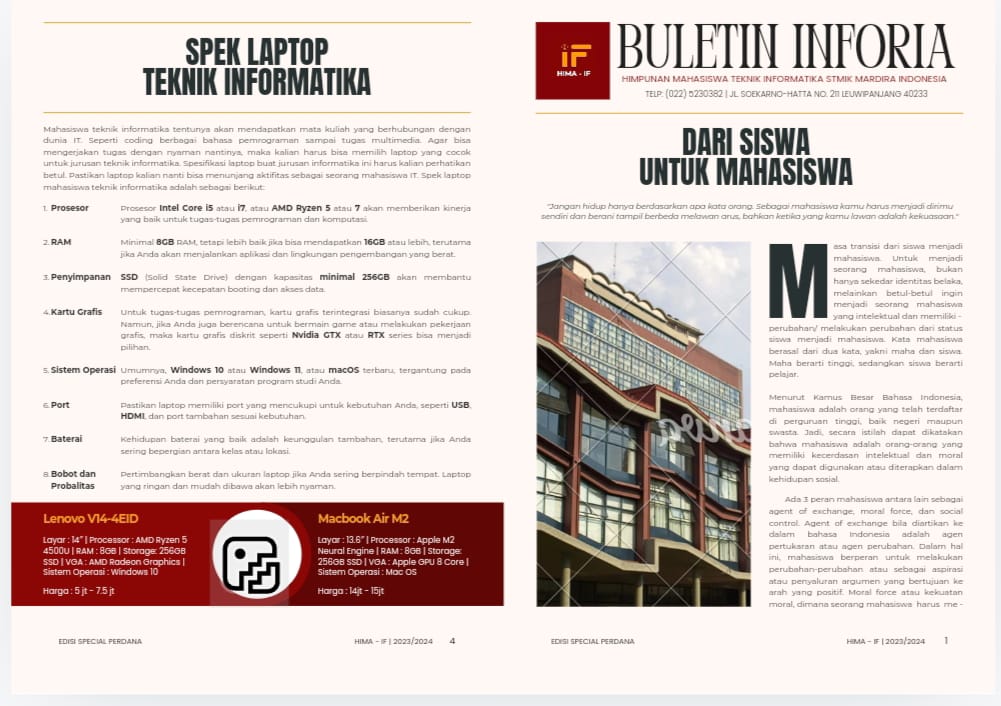 SPEK LAPTOP
TEKNIK INFORMATIKA
Mahasiswa teknik informatika tentunya akan mendapatkan mata kuliah yang berhubungan dengan
dunia IT. Seperti coding berbagai bahasa pemrograman sampai tugas multimedia. Agar bisa
mengerjakan tugas dengan nyaman nantinya, maka kalian harus bisa memilih laptop yang cocok
untuk jurusan teknik informatika. Spesifikasi laptop buat jurusan informatika ini harus kalian perhatikan
betul. Pastikan laptop kalian nanti bisa menunjang aktifitas sebagai seorang mahasiswa IT. Spek laptop
mahasiswa teknik informatika adalah sebagai berikut:
1. Prosesor Prosesor Intel Core i5 atau i7, atau AMD Ryzen 5 atau 7 akan memberikan kinerja
yang baik untuk tugas-tugas pemrograman dan komputasi.
2. RAM Minimal 8GB RAM, tetapi lebih baik jika bisa mendapatkan 16GB atau lebih, terutama
jika Anda akan menjalankan aplikasi dan lingkungan pengembangan yang berat.
3. Penyimpanan SSD (Solid State Drive) dengan kapasitas minimal 256GB akan membantu
mempercepat kecepatan booting dan akses data.
4. Kartu Grafis Untuk tugas-tugas pemrograman, kartu grafis terintegrasi biasanya sudah cukup.
Namun, jika Anda juga berencana untuk bermain game atau melakukan pekerjaan
grafis, maka kartu grafis diskrit seperti Nvidia GTX atau RTX series bisa menjadi
pilihan.
5. Sistem Operasi Umumnya, Windows 10 atau Windows 11, atau macOS terbaru, tergantung pada
preferensi Anda dan persyaratan program studi Anda.
6. Port Pastikan laptop memiliki port yang mencukupi untuk kebutuhan Anda, seperti USB,
HDMI, dan port tambahan sesuai kebutuhan.
7. Baterai Kehidupan baterai yang baik adalah keunggulan tambahan, terutama jika Anda
sering bepergian antara kelas atau lokasi.
8. Bobot dan Pertimbangkan berat dan ukuran laptop jika Anda sering berpindah tempat. Laptop
Probalitas yang ringan dan mudah dibawa akan lebih nyaman.
Lenovo V14-4EID
Layar : 14" | Processor : AMD Ryzen 5
4500U | RAM : 8GB | Storage: 256GB
SSD | VGA : AMD Radeon Graphics |
Sistem Operasi : Windows 10
Harga : 5 jt - 7.5 jt
Macbook Air M2
Layar : 13.6" | Processor : Apple M2
Neural Engine | RAM : 8GB | Storage:
256GB SSD | VGA : Apple GPU 8 Core |
Sistem Operasi : Mac OS
Harga : 14jt - 15jt
EDISI SPECIAL PERDANA HIMA - IF | 2023/2024 4
iF
HIMA - IF
BULETIN INFORIA
HIMPUNAN MAHASISWA TEKNIK INFORMATIKA STMIK MARDIRA INDONESIA
TELP: (022) 5230382 | JL. SOEKARNO-HATTA NO. 211 LEUWIPANJANG 40233
DARI SISWA
UNTUK MAHASISWA
"Jangan hidup hanya berdasarkan apa kata orang. Sebagai mahasiswa kamu harus menjadi dirimu
sendiri dan berani tampil berbeda melawan arus, bahkan ketika yang kamu lawan adalah kekuasaan."
Masa transisi dari siswa menjadi
mahasiswa. Untuk menjadi
seorang mahasiswa, bukan
hanya sekedar identitas belaka,
melainkan betul-betul ingin
menjadi seorang mahasiswa
yang intelektual dan memiliki -
perubahan/ melakukan perubahan dari status
siswa menjadi mahasiswa. Kata mahasiswa
berasal dari dua kata, yakni maha dan siswa.
Maha berarti tinggi, sedangkan siswa berarti
pelajar.
Menurut Kamus Besar Bahasa Indonesia,
mahasiswa adalah orang yang telah terdaftar
di perguruan tinggi, baik negeri maupun
swasta. Jadi, secara istilah dapat dikatakan
bahwa mahasiswa adalah orang-orang yang
memiliki kecerdasan intelektual dan moral
yang dapat digunakan atau diterapkan dalam
kehidupan sosial.
Ada 3 peran mahasiswa antara lain sebagai
agent of exchange, moral force, dan social
control. Agent of exchange bila diartikan ke
dalam bahasa Indonesia adalah agen
pertukaran atau agen perubahan. Dalam hal
ini, mahasiswa berperan untuk melakukan
perubahan-perubahan atau sebagai aspirasi
atau penyaluran argumen yang bertujuan ke
arah yang positif. Moral force atau kekuatan
moral, dimana seorang mahasiswa harus me -
EDISI SPECIAL PERDANA HIMA - IF | 2023/2024 1